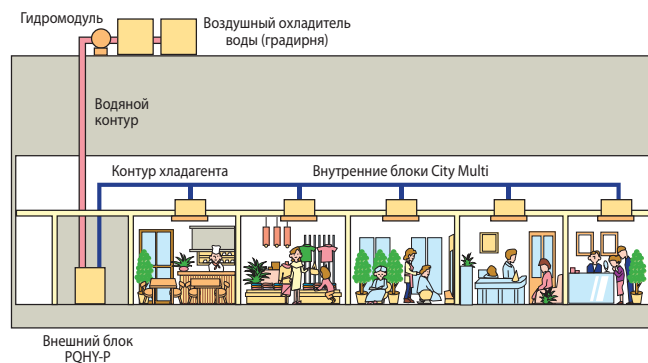 Гидромодуль
Воздушный охладитель
воды (градирня)
Водяной
контур
Контур хладагента
Внутренние блоки City Multi
Внешний блок
PQHY-P